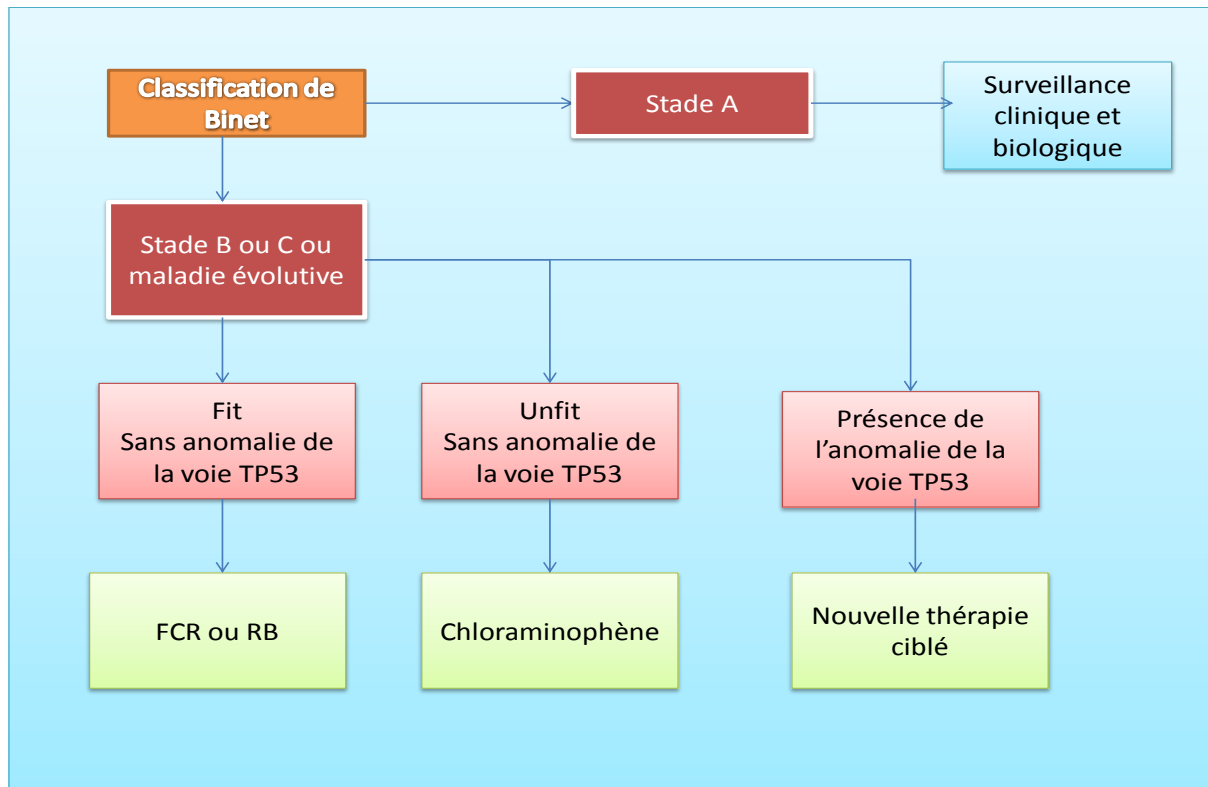 Classification de
Binet
Stade A
Surveillance
clinique et
biologique
Stade B ou C ou
maladie évolutive
Fit
Sans anomalie de
la voie TP53
Unfit
Sans anomalie de
la voie TP53
Présence de
l'anomalie de la
voie TP53
FCR ou RB
Chloraminophène
Nouvelle thérapie
ciblé